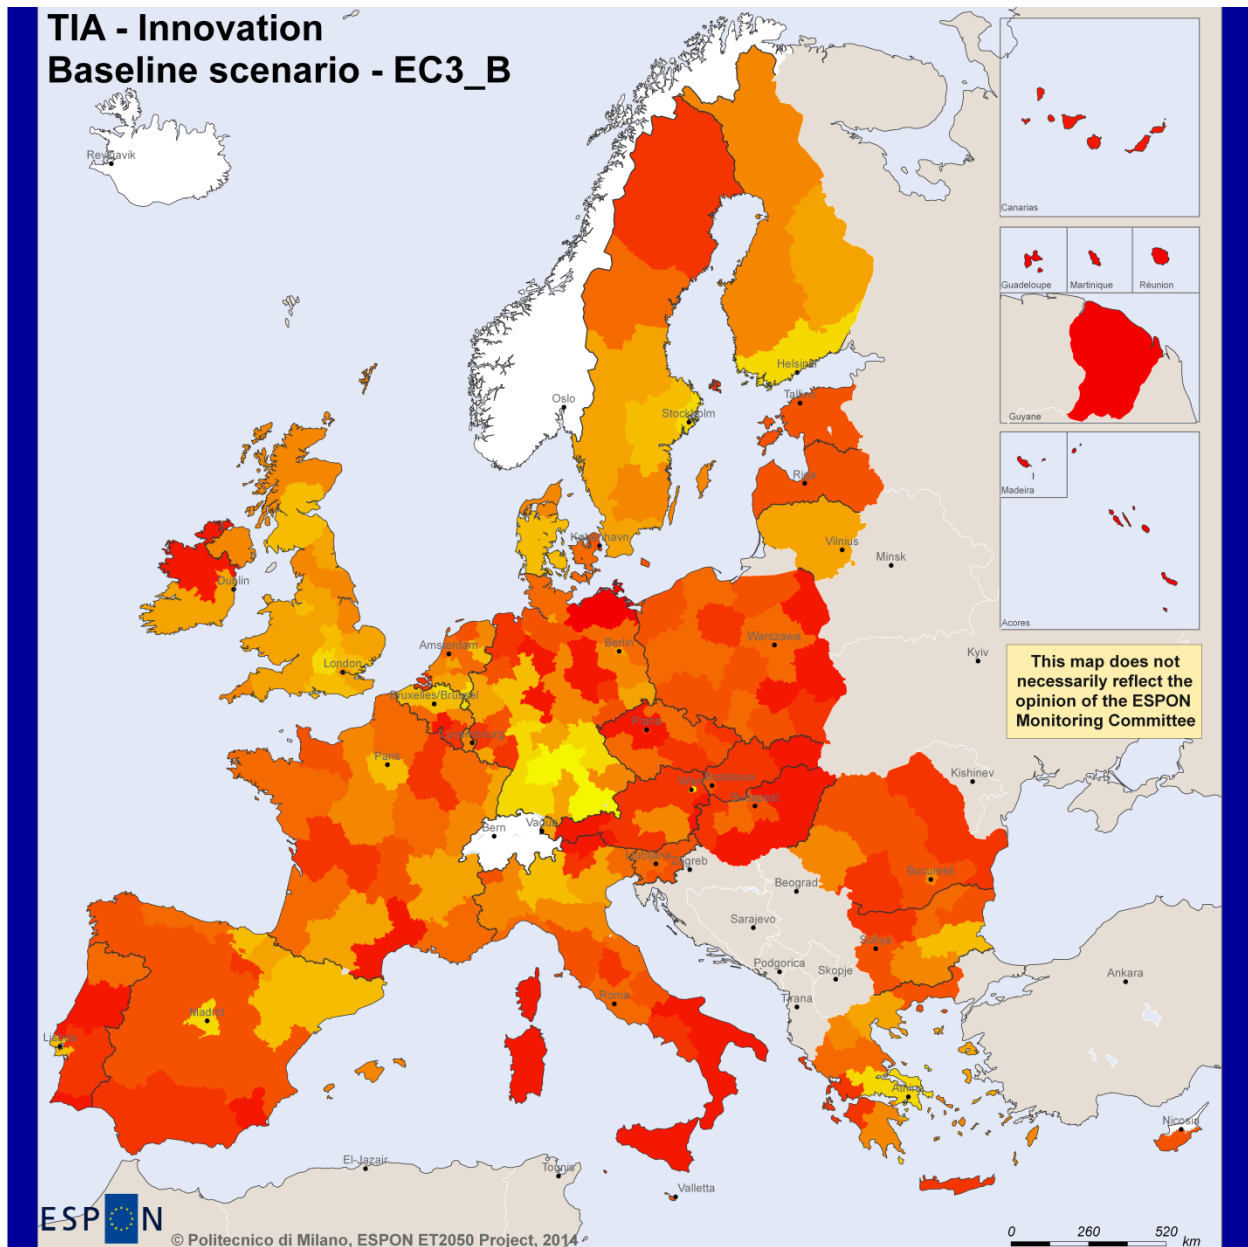 TIA - Innovation
Baseline scenario - EC3_B
Reykjavik
Canarias
Guadeloupe
Martinique
Réunion
Guyane
Madeira
Acores
Helsinki
Oslo
Tallinn
Stockholm
Riga
København
Vilnius
Minsk
Dublin
Amsterdam
Berlin
Warszawa
London
Kyiv
Bruxelles/Brüssel
This map does not
necessarily reflect the
opinion of the ESPON
Monitoring Committee
Praha
Luxembourg
Paris
Kishinev
Wien
Bratislava
Budapest
Bern
Vaduz
Ljubljana
Zagreb
Bucuresti
Beograd
Sarajevo
Sofiya
Podgorica
Skopje
Ankara
Roma
Tirana
Madrid
Lisboa
Athina
Nicosia
El-Jazair
Tounis
Valletta
ESPON
© Politecnico di Milano, ESPON ET2050 Project, 2014
0 260 520
km